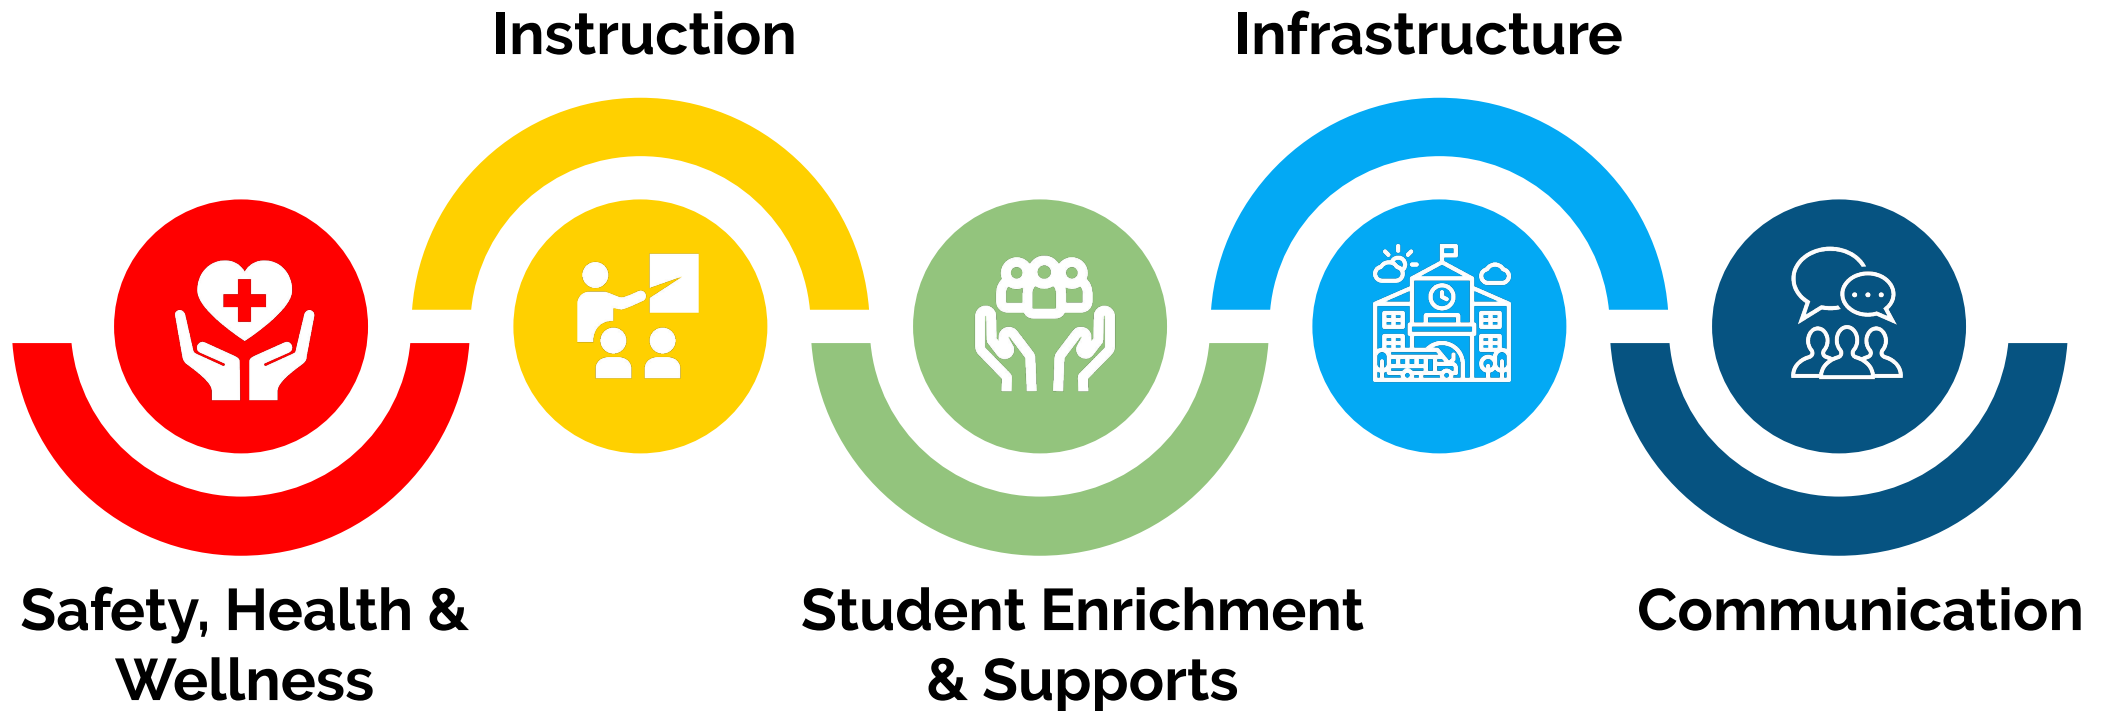 Instruction
Infrastructure
Safety, Health &
Wellness
Student Enrichment
& Supports
Communication